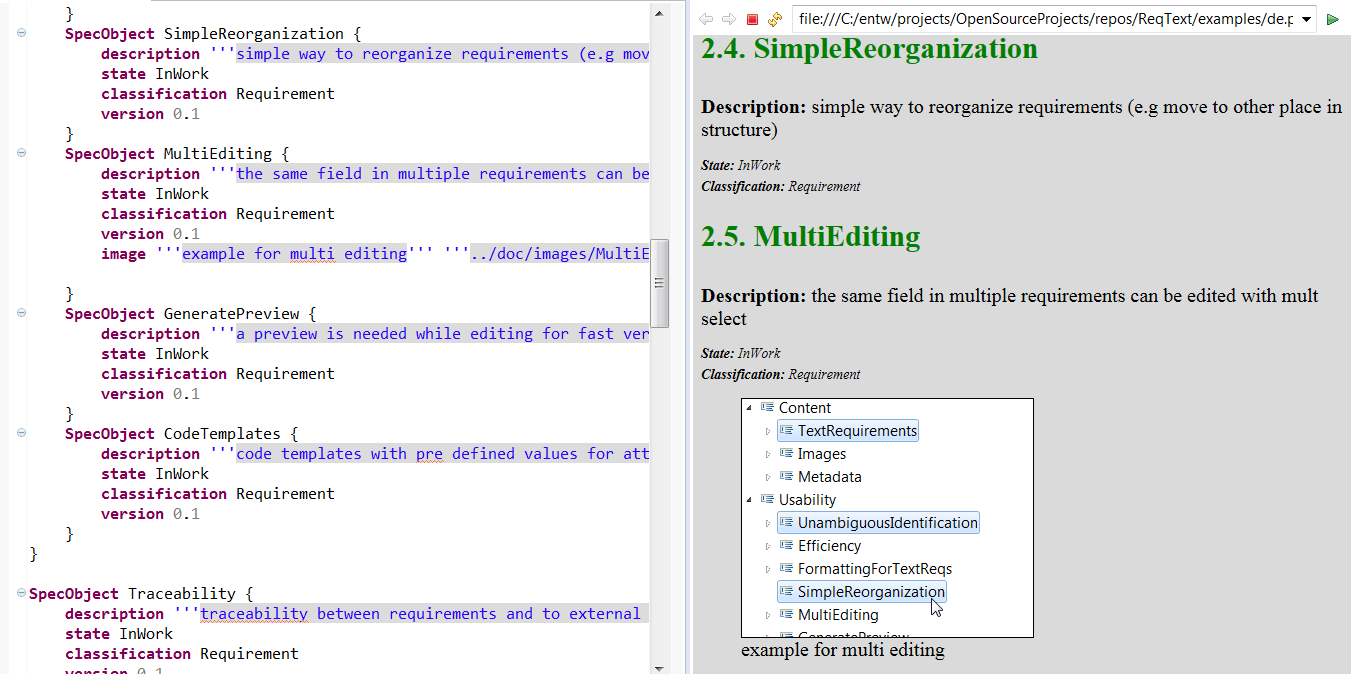 }
SpecObject SimpleReorganization {
description '''simple way to reorganize requirements (e.g mov
state InWork
classification Requirement
version 0.1
}
SpecObject MultiEditing {
description '''the same field in multiple requirements can be
state InWork
classification Requirement
version 0.1
image '''example for multi editing''' '''../doc/images/MultiE
}
SpecObject GeneratePreview {
description '''a preview is needed while editing for fast ver
state InWork
classification Requirement
version 0.1
}
SpecObject CodeTemplates {
description '''code templates with pre defined values for att
state InWork
classification Requirement
version 0.1
}
}
SpecObject Traceability {
description '''traceability between requirements and to external
state InWork
classification Requirement
version 0.1
file:///C:/entw/projects/OpenSourceProjects/repos/ReqText/examples/de.p
2.4. SimpleReorganization
Description: simple way to reorganize requirements (e.g move to other place in
structure)
State: InWork
Classification: Requirement
2.5. MultiEditing
Description: the same field in multiple requirements can be edited with mult
select
State: InWork
Classification: Requirement
Content
TextRequirements
Images
Metadata
Usability
UnambiguousIdentification
Efficiency
FormattingForTextReqs
SimpleReorganization
MultiEditing
GeneratePreview
example for multi editing